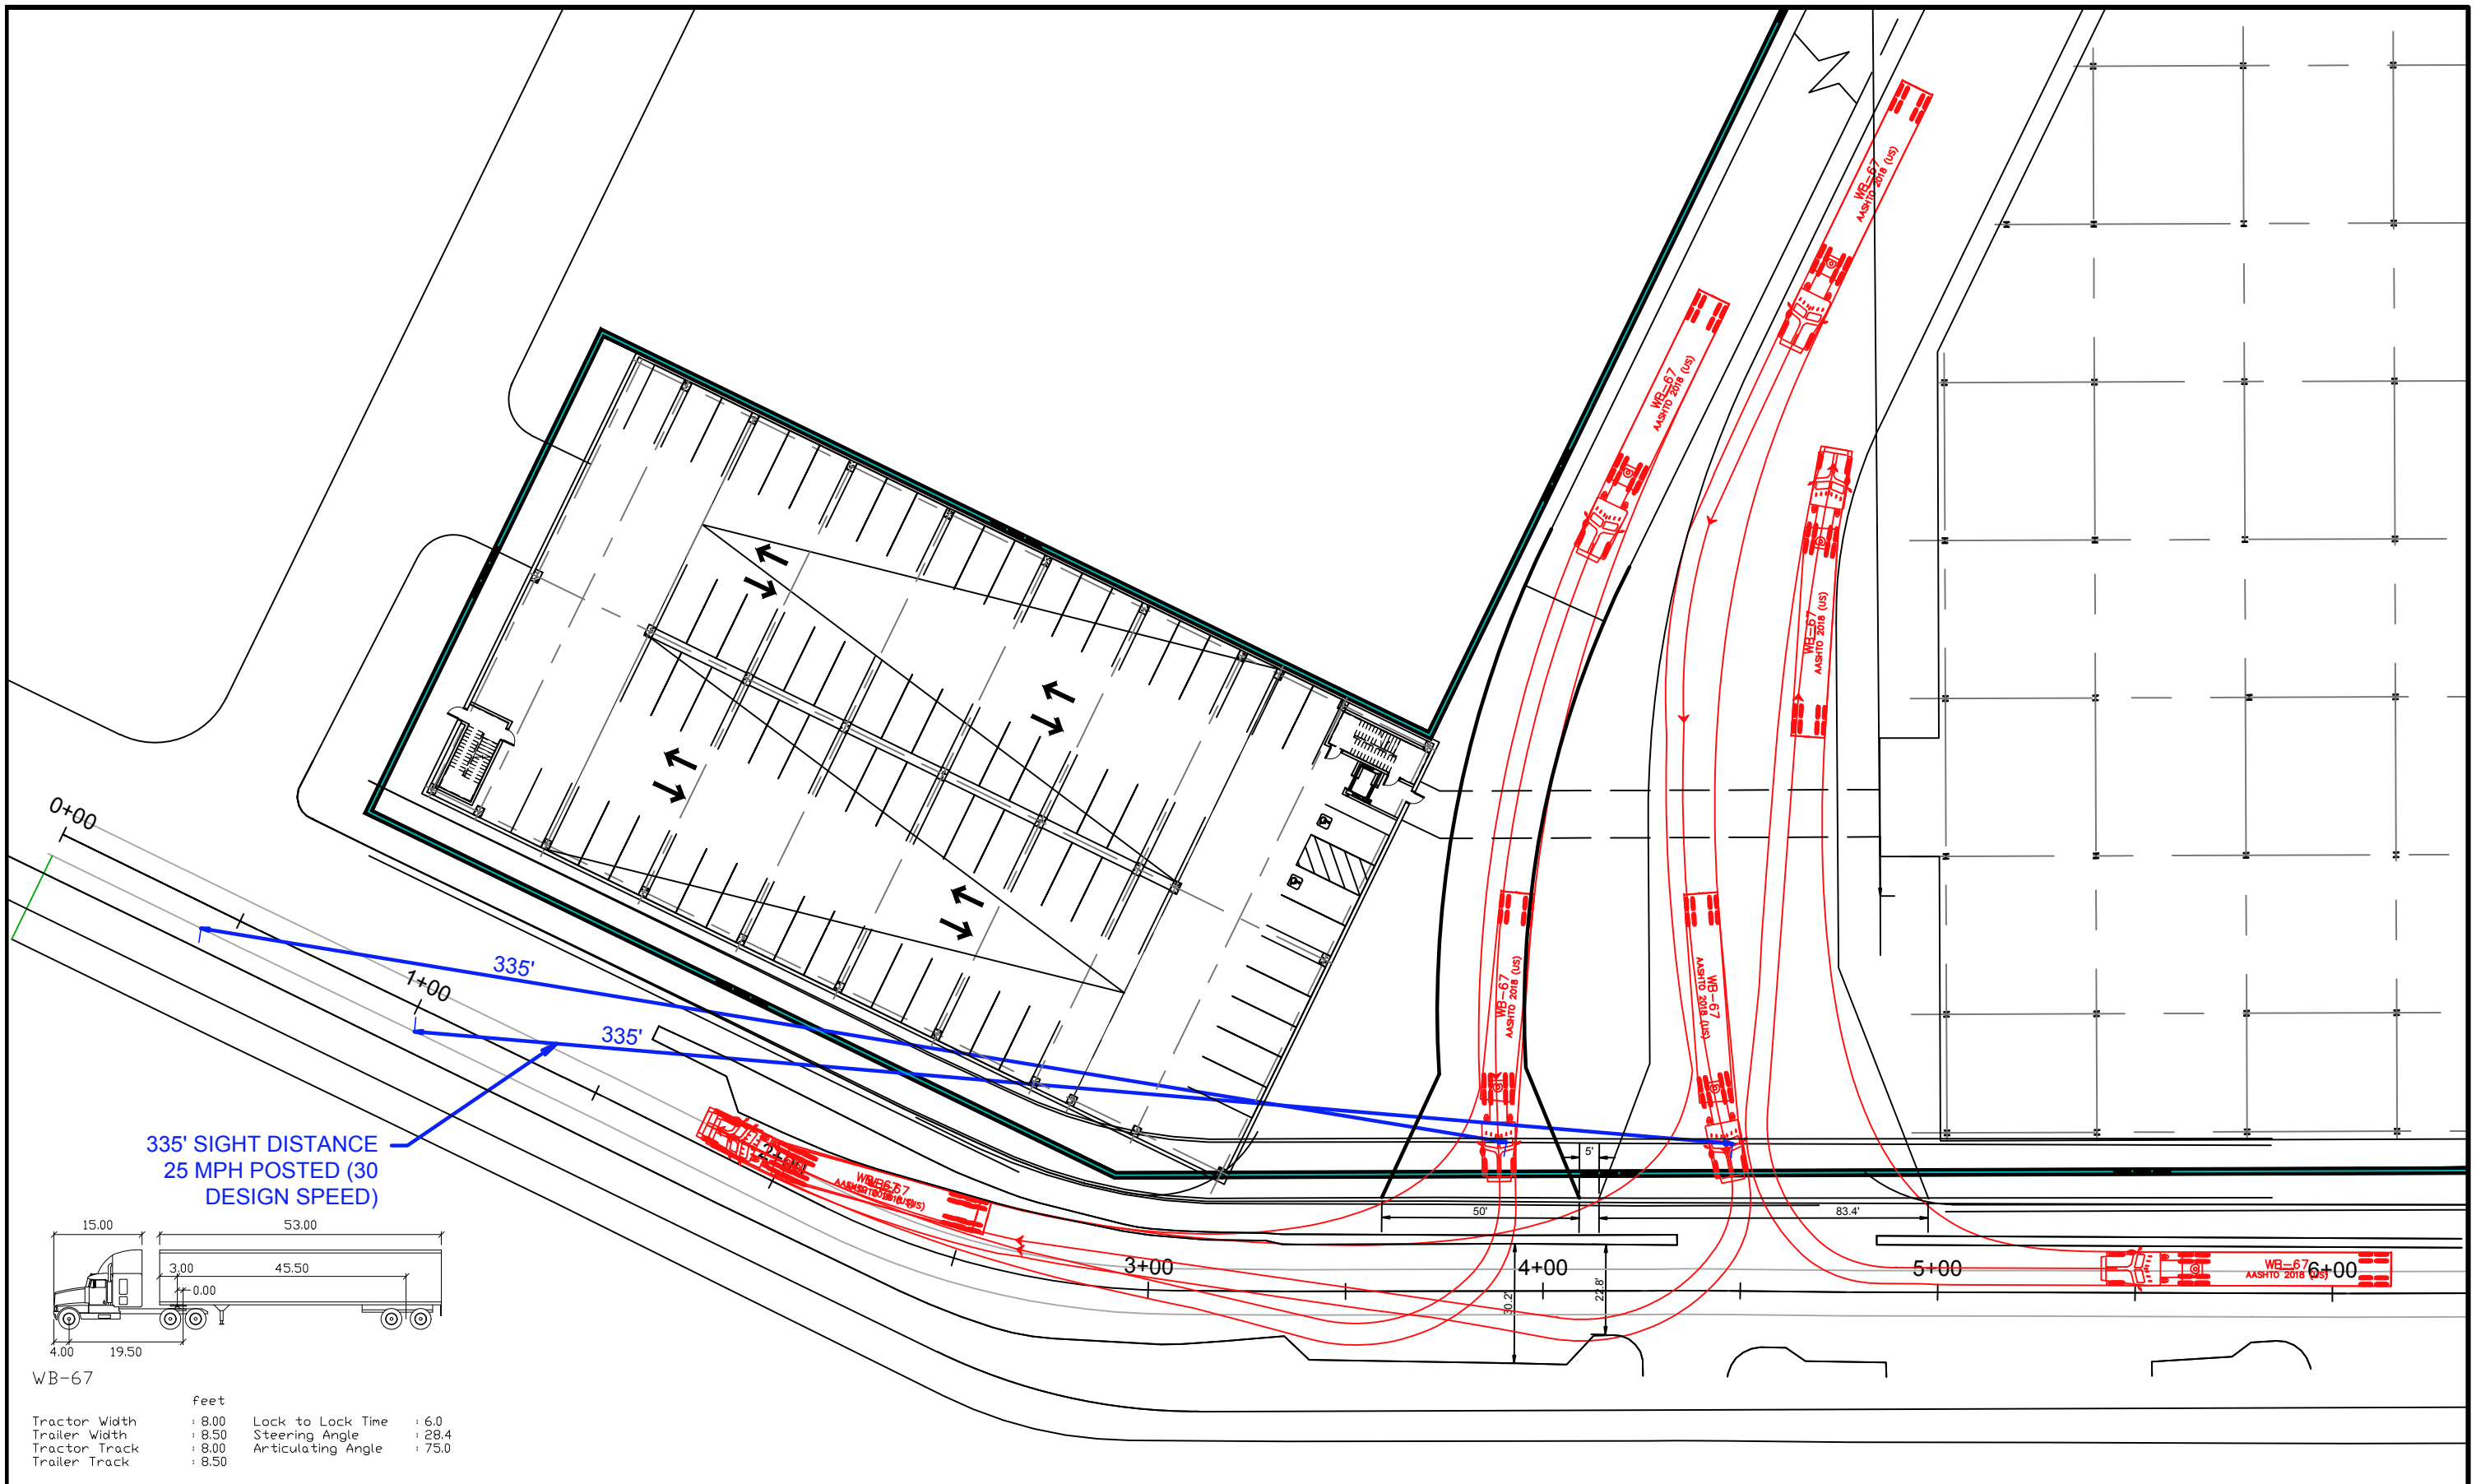 WB-67
AASHTO 2018 (US)
WB-67
AASHTO 2018 (US)
WB-67
AASHTO 2018 (US)
0+00
335'
1+00
335'
WB-67
AASHTO 2018 (US)
WB-67
AASHTO 2018 (US)
335' SIGHT DISTANCE
25 MPH POSTED (30
DESIGN SPEED)
2+00
5'
50'
83.4'
3+00
4+00
5+00
6+00
WB-67
AASHTO 2018 (US)
30.2'
22.8'
15.00
53.00
3.00
45.50
0.00
4.00
19.50
WB-67
feet
Tractor Width : 8.00 Lock to Lock Time : 6.0
Trailer Width : 8.50 Steering Angle : 28.4
Tractor Track : 8.00 Articulating Angle : 75.0
Trailer Track : 8.50